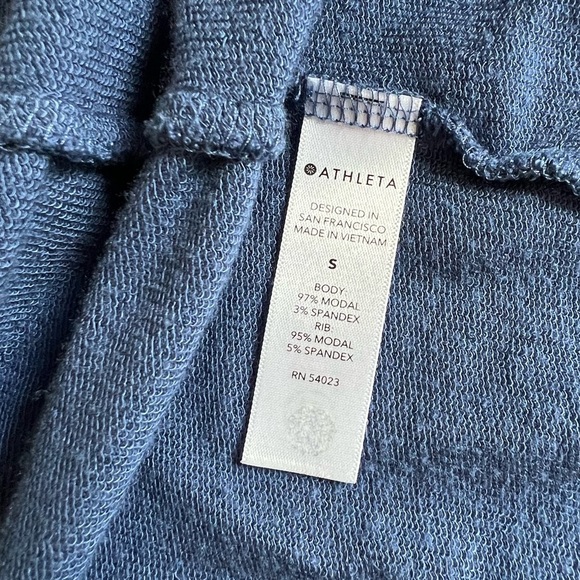 ATHLETA
DESIGNED IN
SAN FRANCISCO
MADE IN VIETNAM
S
BODY:
97% MODAL
3% SPANDEX
RIB:
95% MODAL
5% SPANDEX
RN 54023